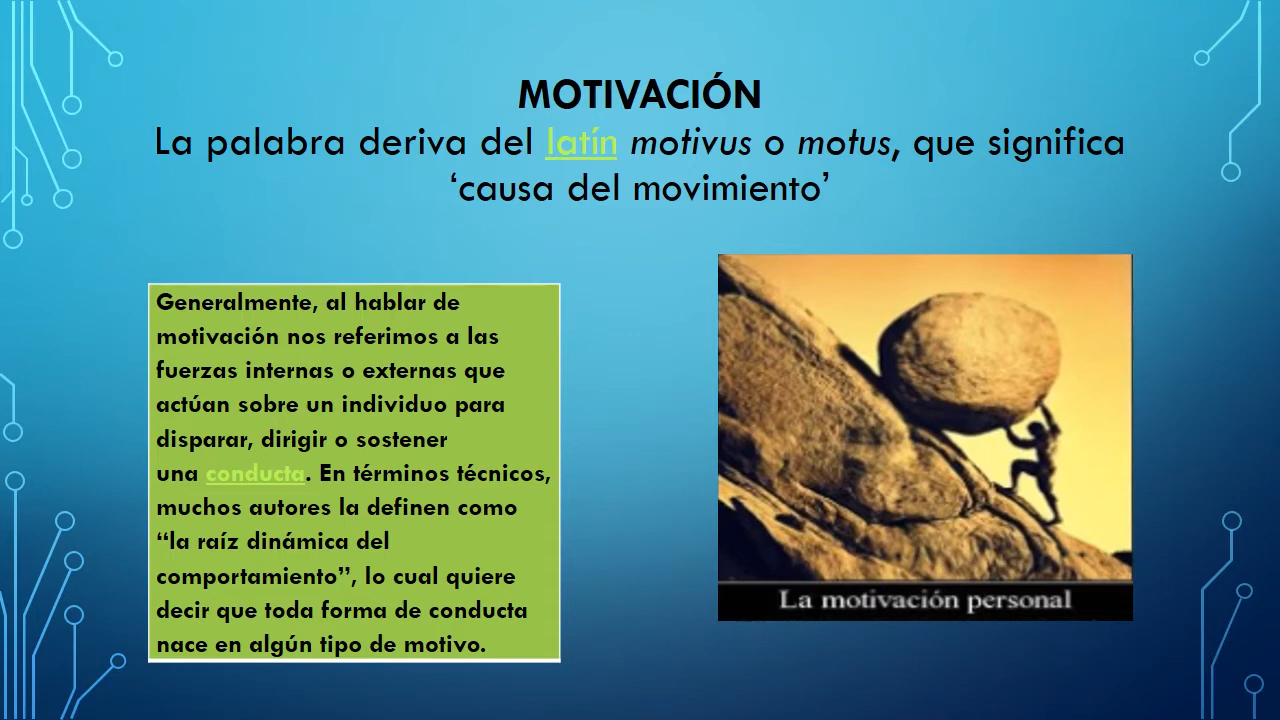 MOTIVACIÓN
La palabra deriva del latín motivus o motus, que significa
‘causa del movimiento’
Generalmente, al hablar de
motivación nos referimos a las
fuerzas internas o externas que
actúan sobre un individuo para
disparar, dirigir o sostener
una conducta. En términos técnicos,
muchos autores la definen como
“la raíz dinámica del
comportamiento”, lo cual quiere
decir que toda forma de conducta
nace en algún tipo de motivo.
La motivación personal